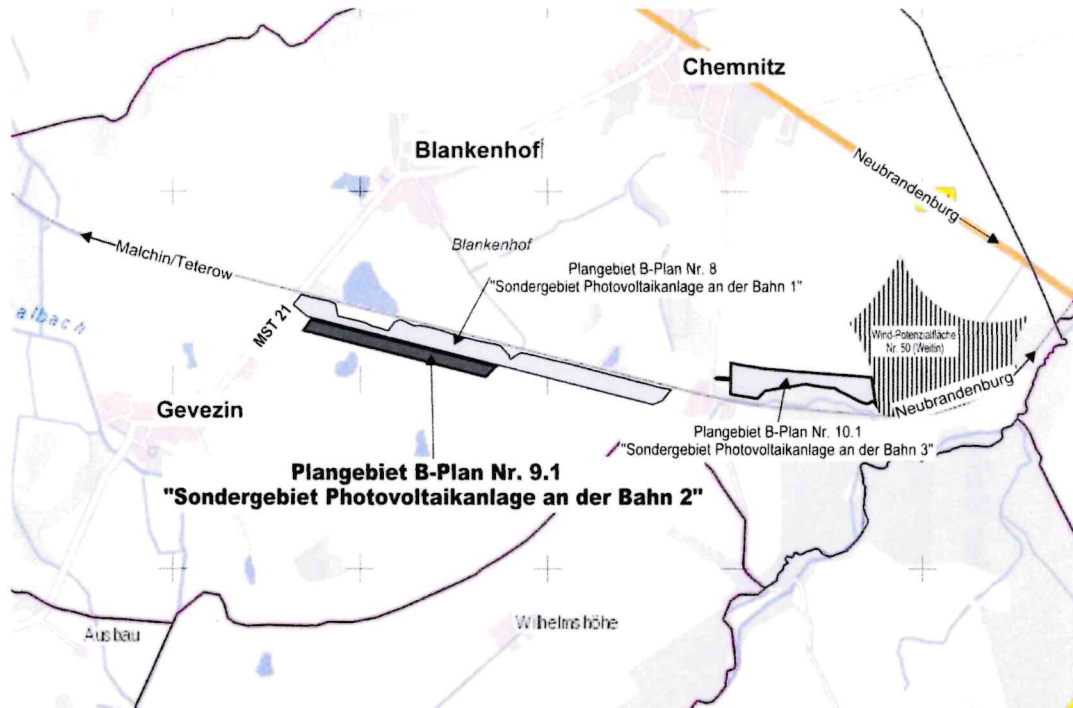 Chemnitz
Blankenhof
Neubrandenburg
Blankenhof
Malchin/Teterow
Plangebiet B-Plan Nr. 8
"Sondergebiet Photovoltaikanlage an der Bahn 1"
albach
MST 21
Wind-Potenzialfläche
Nr. 50 (Weitin)
Neubrandenburg
Gevezin
Plangebiet B-Plan Nr. 10.1
"Sondergebiet Photovoltaikanlage an der Bahn 3"
Plangebiet B-Plan Nr. 9.1
"Sondergebiet Photovoltaikanlage an der Bahn 2"
Wilhelmshöhe
Ausbau